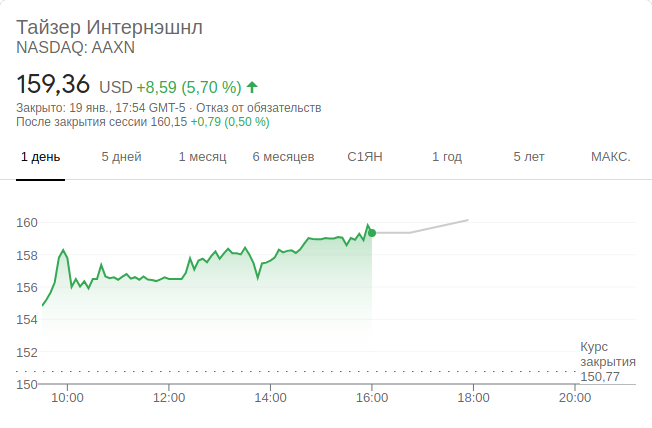 Тайзер Интернэшнл
NASDAQ: AAXN
159,36 USD +8,59 (5,70 %)
Закрыто: 19 янв., 17:54 GMT-5 · Отказ от обязательств
После закрытия сессии 160,15 +0,79 (0,50 %)
1 день 5 дней 1 месяц 6 месяцев С1ЯН 1 год 5 лет МАКС.
160
158
156
154
152
150
Курс
закрытия
150,77
10:00 12:00 14:00 16:00 18:00 20:00